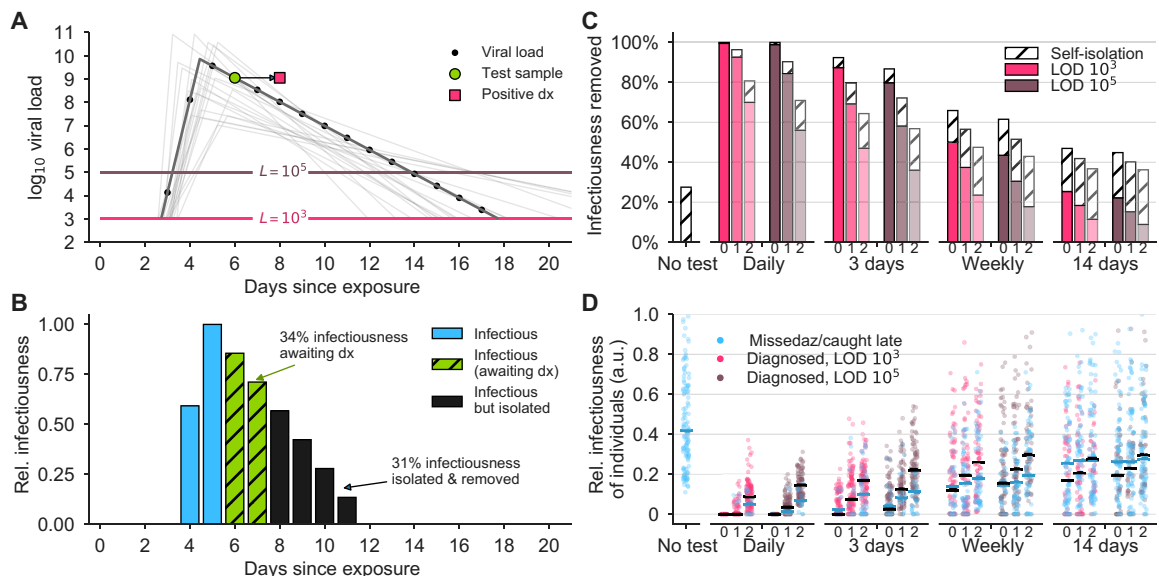 A
log10 viral load
11
10
9
8
7
6
5
4
3
2
Viral load
Test sample
Positive dx
L = 10^5
L = 10^3
0 2 4 6 8 10 12 14 16 18 20
Days since exposure
B
Rel. infectiousness
1.00
0.75
0.50
0.25
0.00
34% infectiousness
awaiting dx
Infectious
Infectious
(awaiting dx)
Infectious
but isolated
31% infectiousness
isolated & removed
0 2 4 6 8 10 12 14 16 18 20
Days since exposure
C
Infectiousness removed
100%
80%
60%
40%
20%
0%
Self-isolation
LOD 10^3
LOD 10^5
0 1 2 0 1 2 0 1 2 0 1 2 0 1 2 0 1 2 0 1 2 0 1 2
No test Daily 3 days Weekly 14 days
D
Rel. infectiousness
of individuals (a.u.)
1.0
0.8
0.6
0.4
0.2
0
Missedaz/caught late
Diagnosed, LOD 10^3
Diagnosed, LOD 10^5
0 1 2 0 1 2 0 1 2 0 1 2 0 1 2 0 1 2 0 1 2 0 1 2
No test Daily 3 days Weekly 14 days